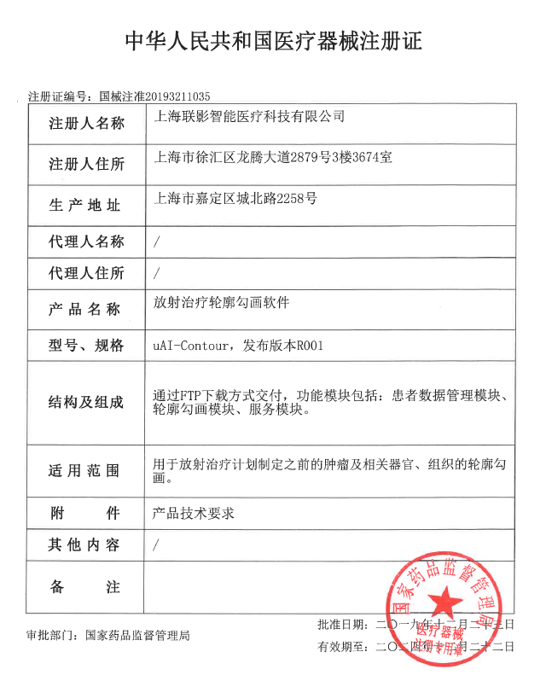 中华人民共和国医疗器械注册证
注册证编号：国械注准20193211035
注册人名称 上海联影智能医疗科技有限公司
注册人住所 上海市徐汇区龙腾大道2879号3楼3674室
生产地址 上海市嘉定区城北路2258号
代理人名称 /
代理人住所 /
产品名称 放射治疗轮廓勾画软件
型号、规格 uAI-Contour，发布版本R001
结构及组成 通过FTP下载方式交付，功能模块包括：患者数据管理模块、
轮廓勾画模块、服务模块。
适用范围 用于放射治疗计划制定之前的肿瘤及相关器官、组织的轮廓勾
画。
附件 产品技术要求
其他内容 /
备注
国家药品监督管理局
医疗器械
注册专用章
批准日期：二〇一九年十二月二十三日
审批部门：国家药品监督管理局
有效期至：二〇二四年十二月二十二日